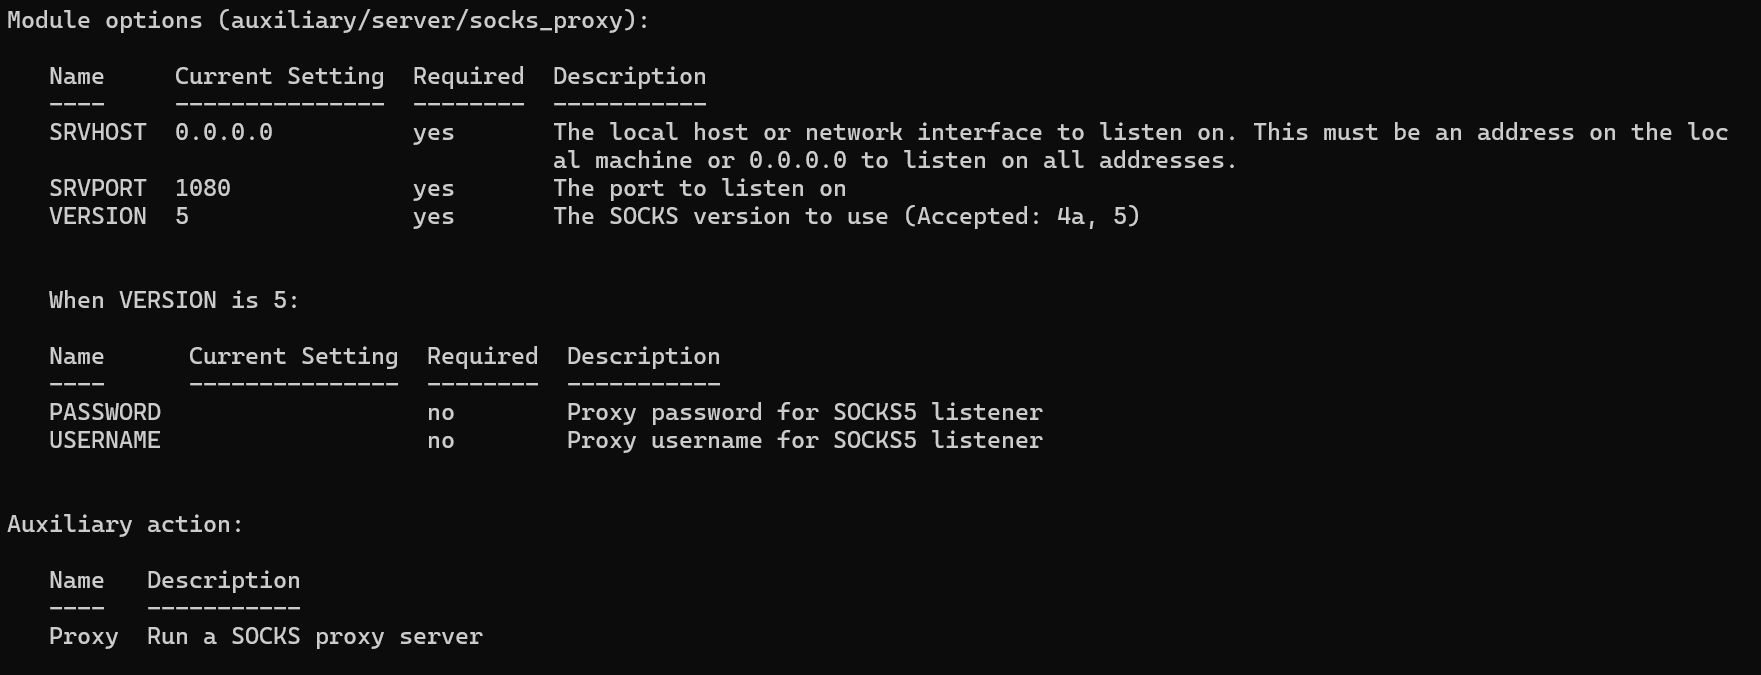 Module options (auxiliary/server/socks_proxy):

   Name     Current Setting  Required  Description
   ----     ---------------  --------  -----------
   SRVHOST  0.0.0.0          yes       The local host or network interface to listen on. This must be an address on the loc
                                       al machine or 0.0.0.0 to listen on all addresses.
   SRVPORT  1080             yes       The port to listen on
   VERSION  5                yes       The SOCKS version to use (Accepted: 4a, 5)


   When VERSION is 5:

   Name      Current Setting  Required  Description
   ----      ---------------  --------  -----------
   PASSWORD                   no        Proxy password for SOCKS5 listener
   USERNAME                   no        Proxy username for SOCKS5 listener


Auxiliary action:

   Name   Description
   ----   -----------
   Proxy  Run a SOCKS proxy server